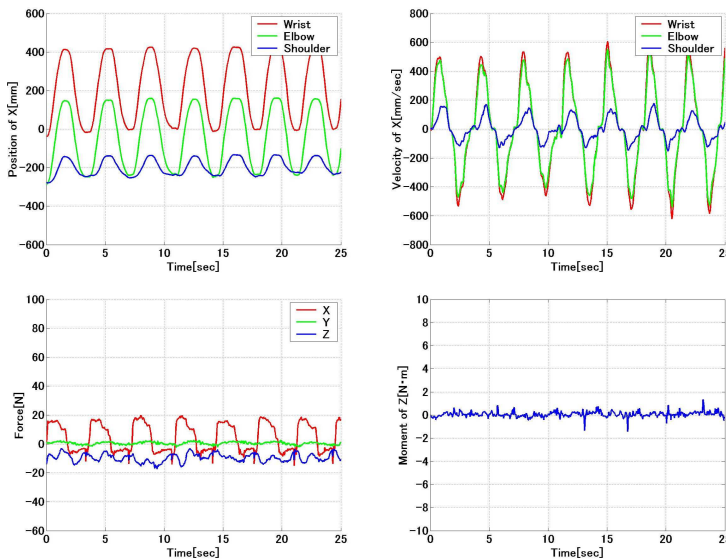 Wrist
Elbow
Shoulder
Position of X[mm]
600
400
200
0
−200
−400
−600
0 5 10 15 20 25
Time[sec]
Wrist
Elbow
Shoulder
Velocity of X[mm/sec]
800
600
400
200
0
−200
−400
−600
−800
0 5 10 15 20 25
Time[sec]
X
Y
Z
Force[N]
100
80
60
40
20
0
−20
−40
−60
0 5 10 15 20 25
Time[sec]
Moment of Z[N・m]
10
8
6
4
2
0
−2
−4
−6
−8
−10
0 5 10 15 20 25
Time[sec]